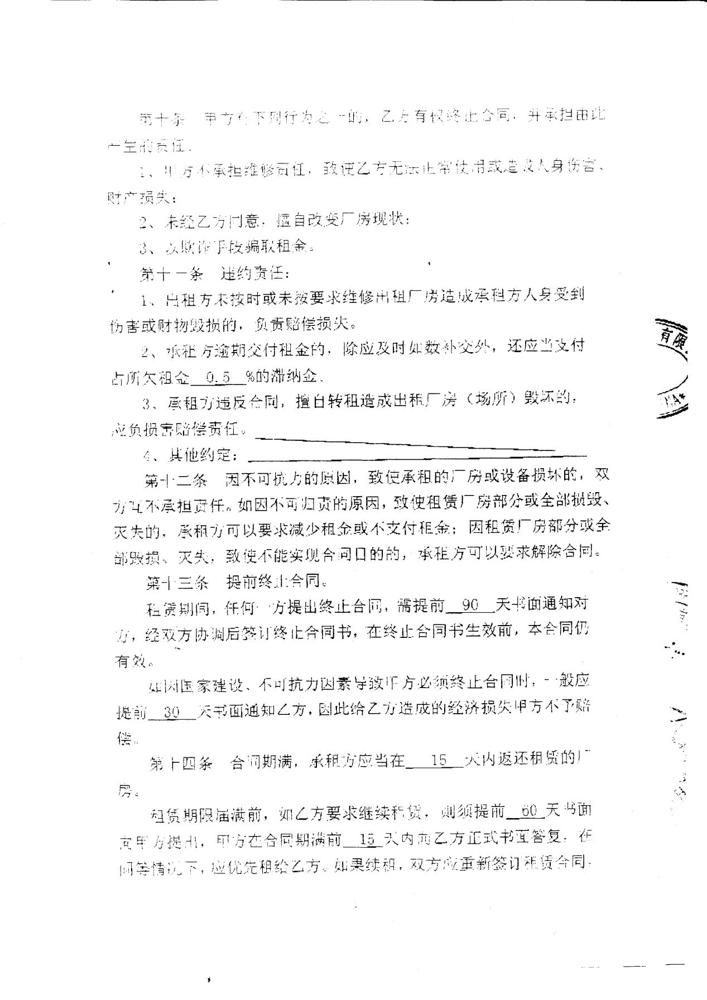 第十条　甲方有下列行为之一的，乙方有权终止合同，并承担由此
产生的责任。
1、甲方不承担维修责任，致使乙方无法正常使用或造成人身伤害、
财产损失；
2、未经乙方同意，擅自改变厂房现状；
3、以欺诈手段骗取租金。
第十一条　违约责任：
1、出租方未按时或未按要求维修出租厂房造成承租方人身受到
伤害或财物毁损的，负责赔偿损失。
2、承租方逾期交付租金的，除应及时如数补交外，还应当支付
占所欠租金 0.5 %的滞纳金。
3、承租方违反合同，擅自转租造成出租厂房（场所）毁坏的，
应负损害赔偿责任。
4、其他约定：
第十二条　因不可抗力的原因，致使承租的厂房或设备损坏的，双
方互不承担责任。如因不可归责的原因，致使租赁厂房部分或全部损毁、
灭失的，承租方可以要求减少租金或不支付租金；因租赁厂房部分或全
部毁损、灭失，致使不能实现合同目的的，承租方可以要求解除合同。
第十三条　提前终止合同。
租赁期间，任何一方提出终止合同，需提前 90 天书面通知对
方，经双方协调后签订终止合同书，在终止合同书生效前，本合同仍
有效。
如因国家建设、不可抗力因素导致甲方必须终止合同时，一般应
提前 30 天书面通知乙方，因此给乙方造成的经济损失甲方不予赔
偿。
第十四条　合同期满，承租方应当在 15 天内返还租赁的厂
房。
租赁期限届满前，如乙方要求继续租赁，则须提前 60 天书面
向甲方提出，甲方在合同期满前 15 天内向乙方正式书面答复，在
同等情况下，应优先租给乙方。如果续租，双方应重新签订租赁合同。
有限